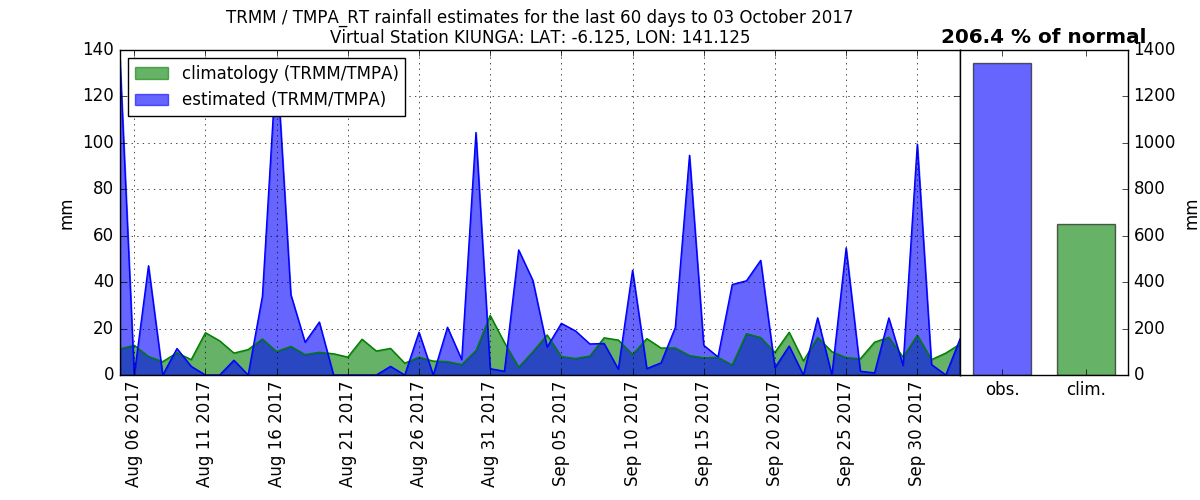 TRMM / TMPA_RT rainfall estimates for the last 60 days to 03 October 2017
Virtual Station KIUNGA: LAT: -6.125, LON: 141.125
206.4 % of normal
climatology (TRMM/TMPA)
estimated (TRMM/TMPA)
mm
140
120
100
80
60
40
20
0
Aug 06 2017
Aug 11 2017
Aug 16 2017
Aug 21 2017
Aug 26 2017
Aug 31 2017
Sep 05 2017
Sep 10 2017
Sep 15 2017
Sep 20 2017
Sep 25 2017
Sep 30 2017
1400
1200
1000
800
600
400
200
0
mm
obs.
clim.